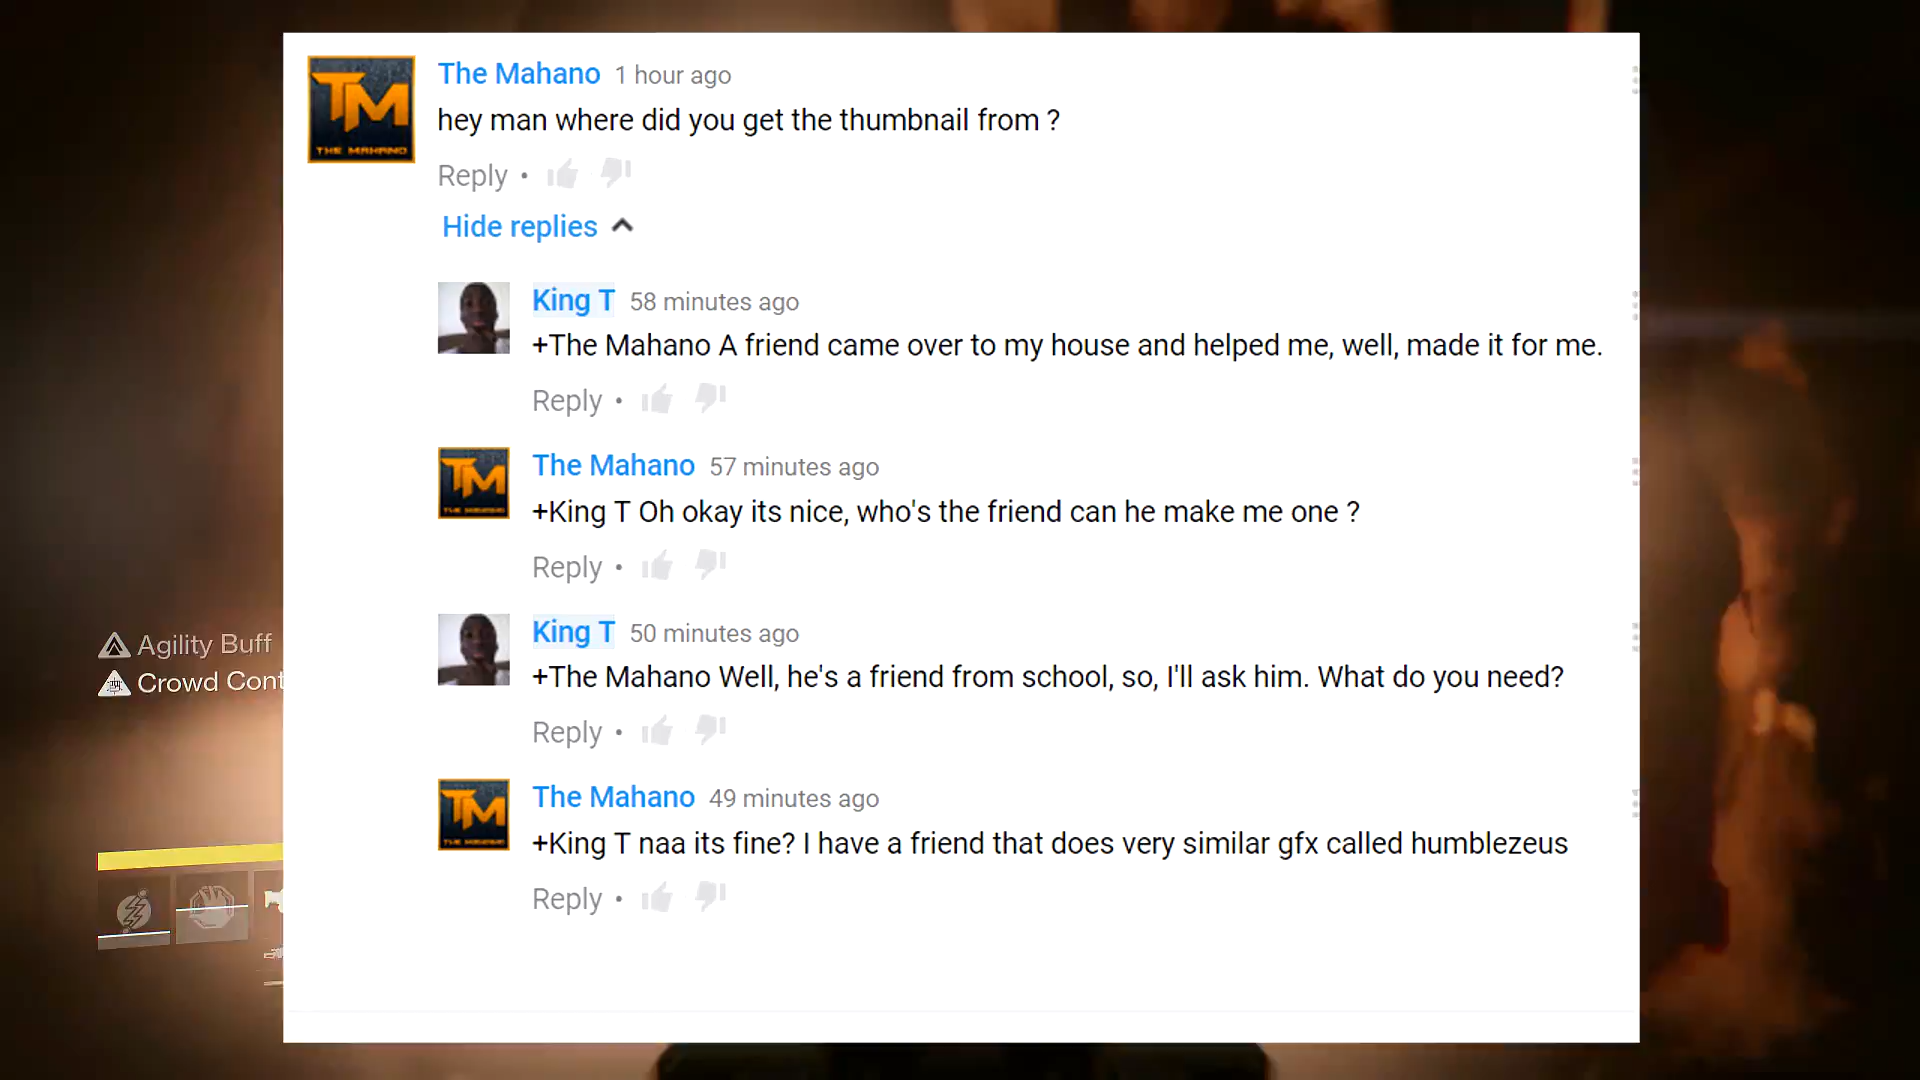 TM
THE MAHANO
The Mahano 1 hour ago
hey man where did you get the thumbnail from ?
Reply •
Hide replies
King T 58 minutes ago
+The Mahano A friend came over to my house and helped me, well, made it for me.
Reply •
TM
The Mahano 57 minutes ago
+King T Oh okay its nice, who's the friend can he make me one ?
Reply •
King T 50 minutes ago
+The Mahano Well, he's a friend from school, so, I'll ask him. What do you need?
Reply •
TM
The Mahano 49 minutes ago
+King T naa its fine? I have a friend that does very similar gfx called humblezeus
Reply •
Agility Buff
Crowd Cont